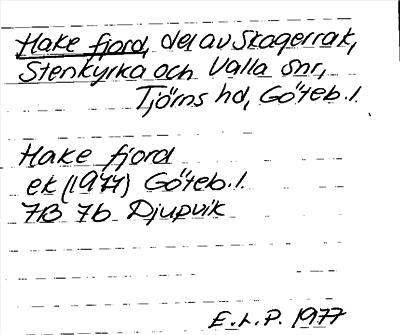 Hake fjord, del av Skagerrak,
Stenkyrka och Valla snr,
Tjörns hd, Göteb. l.
Hake fjord
ek (1977) Göteb. l.
7B 7b Djupvik
E. L. P. 1977